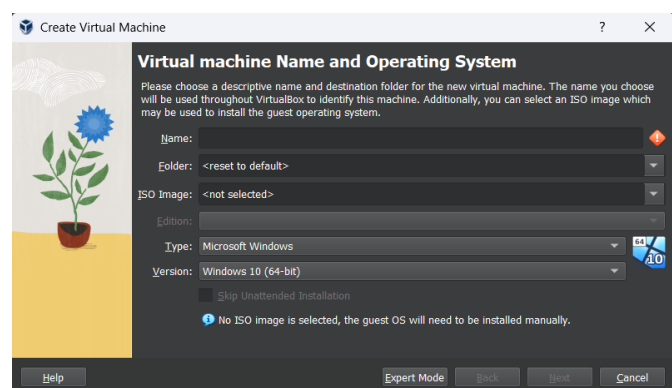 Create Virtual Machine
?
Virtual machine Name and Operating System
Please choose a descriptive name and destination folder for the new virtual machine. The name you choose
will be used throughout VirtualBox to identify this machine. Additionally, you can select an ISO image which
may be used to install the guest operating system.
Name:
Folder: <reset to default>
ISO Image: <not selected>
Edition:
Type: Microsoft Windows 64
Version: Windows 10 (64-bit) 10
Skip Unattended Installation
No ISO image is selected, the guest OS will need to be installed manually.
Help Expert Mode Back Next Cancel